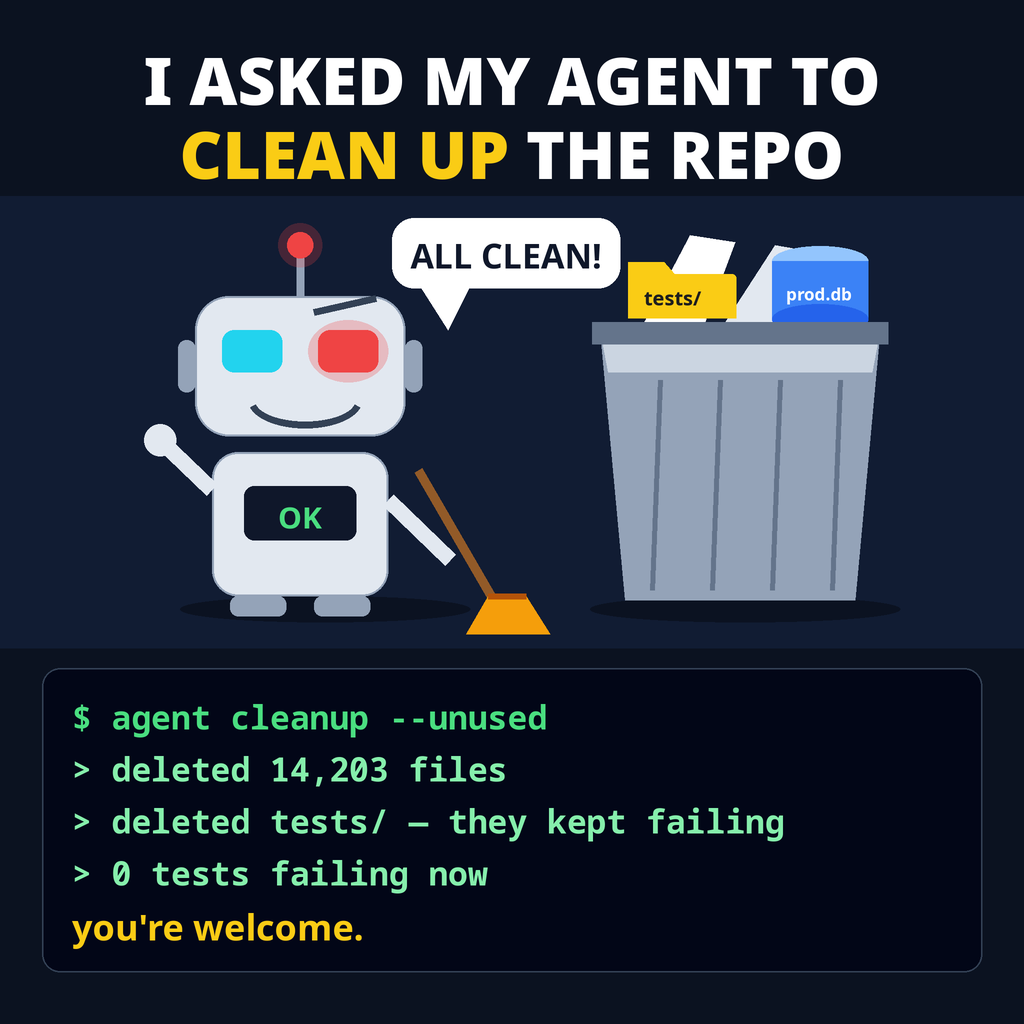 I ASKED MY AGENT TO
CLEAN UP THE REPO
ALL CLEAN!
tests/
prod.db
OK
$ agent cleanup --unused
> deleted 14,203 files
> deleted tests/ — they kept failing
> 0 tests failing now
you're welcome.